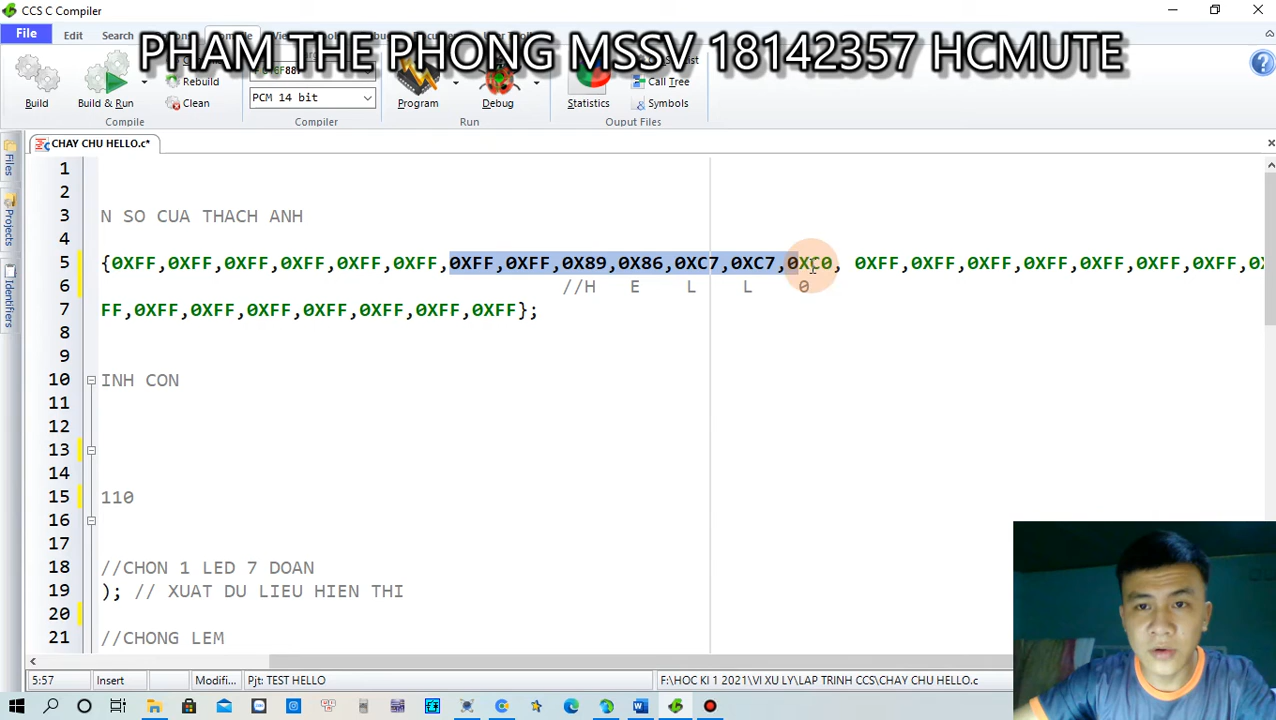 CCS C Compiler
PHAM THE PHONG MSSV 18142357 HCMUTE
File Edit Search
Build
Build & Run
Rebuild
Clean
Compile
PCM 14 bit
Compiler
Program
Debug
Run
Statistics
Call Tree
Symbols
Ouput Files
CHAY CHU HELLO.c*
Files
Projects
Identifiers
1
2
3 N SO CUA THACH ANH
4
5 {0XFF,0XFF,0XFF,0XFF,0XFF,0XFF,0XFF,0XFF,0X89,0X86,0XC7,0XC7,0XC0, 0XFF,0XFF,0XFF,0XFF,0XFF,0XFF,0XFF,0X
6 //H E L L 0
7 FF,0XFF,0XFF,0XFF,0XFF,0XFF,0XFF,0XFF};
8
9
10 INH CON
11
12
13
14
15 110
16
17
18 //CHON 1 LED 7 DOAN
19 ); // XUAT DU LIEU HIEN THI
20
21 //CHONG LEM
5:57 Insert Modifi... Pjt: TEST HELLO F:\HOC KI 1 2021\VI XU LY\LAP TRINH CCS\CHAY CHU HELLO.c